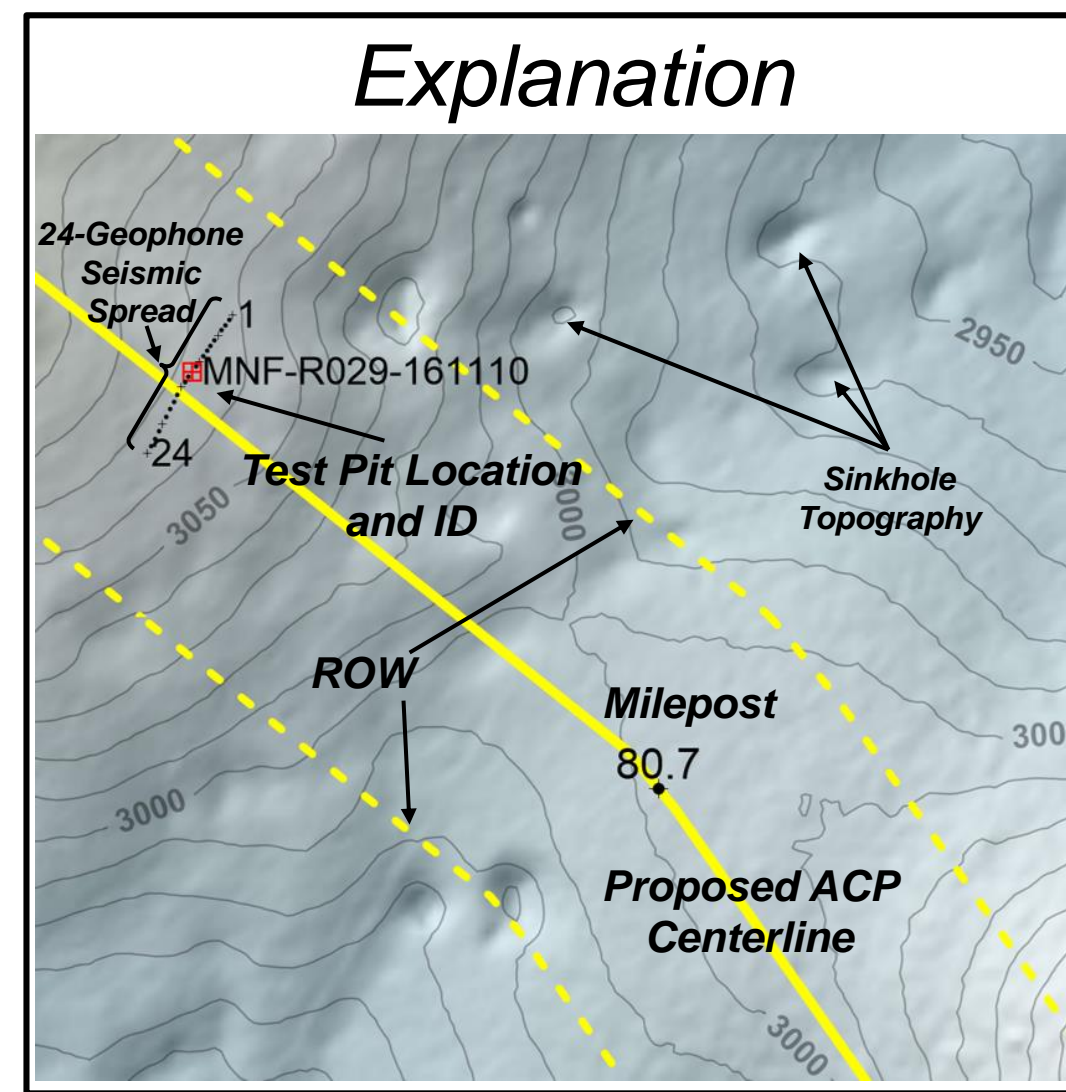 Explanation
24-Geophone
Seismic
Spread
1
MNF-R029-161110
24
2950
Test Pit Location
and ID
Sinkhole
Topography
3050
3000
ROW
Milepost
80.7
300
3000
Proposed ACP
Centerline
3000